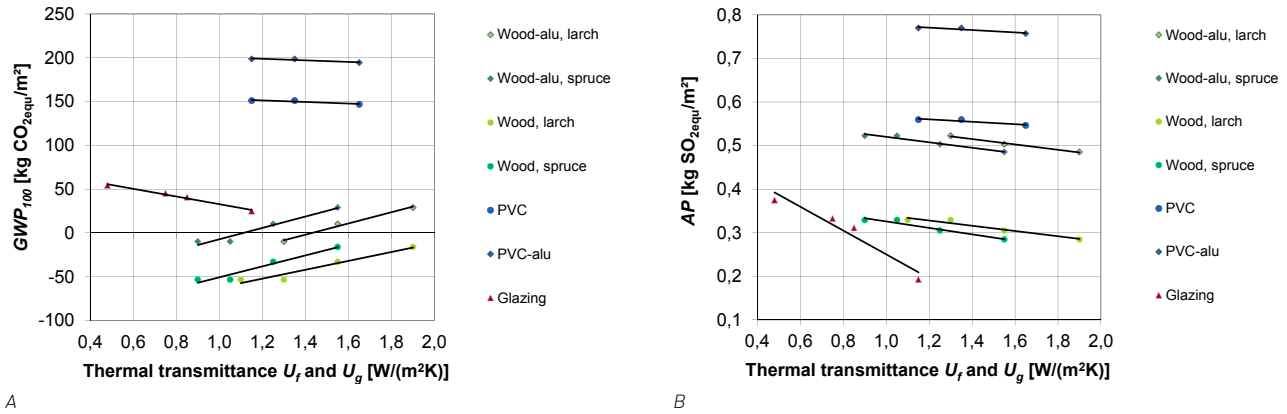 250
200
150
100
50
0
-50
-100
GWP100 [kg CO2equ/m²]
0,4 0,6 0,8 1,0 1,2 1,4 1,6 1,8 2,0
Thermal transmittance Uf and Ug [W/(m²K)]
Wood-alu, larch
Wood-alu, spruce
Wood, larch
Wood, spruce
PVC
PVC-alu
Glazing
A
0,8
0,7
0,6
0,5
0,4
0,3
0,2
0,1
AP [kg SO2equ/m²]
0,4 0,6 0,8 1,0 1,2 1,4 1,6 1,8 2,0
Thermal transmittance Uf and Ug [W/(m²K)]
Wood-alu, larch
Wood-alu, spruce
Wood, larch
Wood, spruce
PVC
PVC-alu
Glazing
B